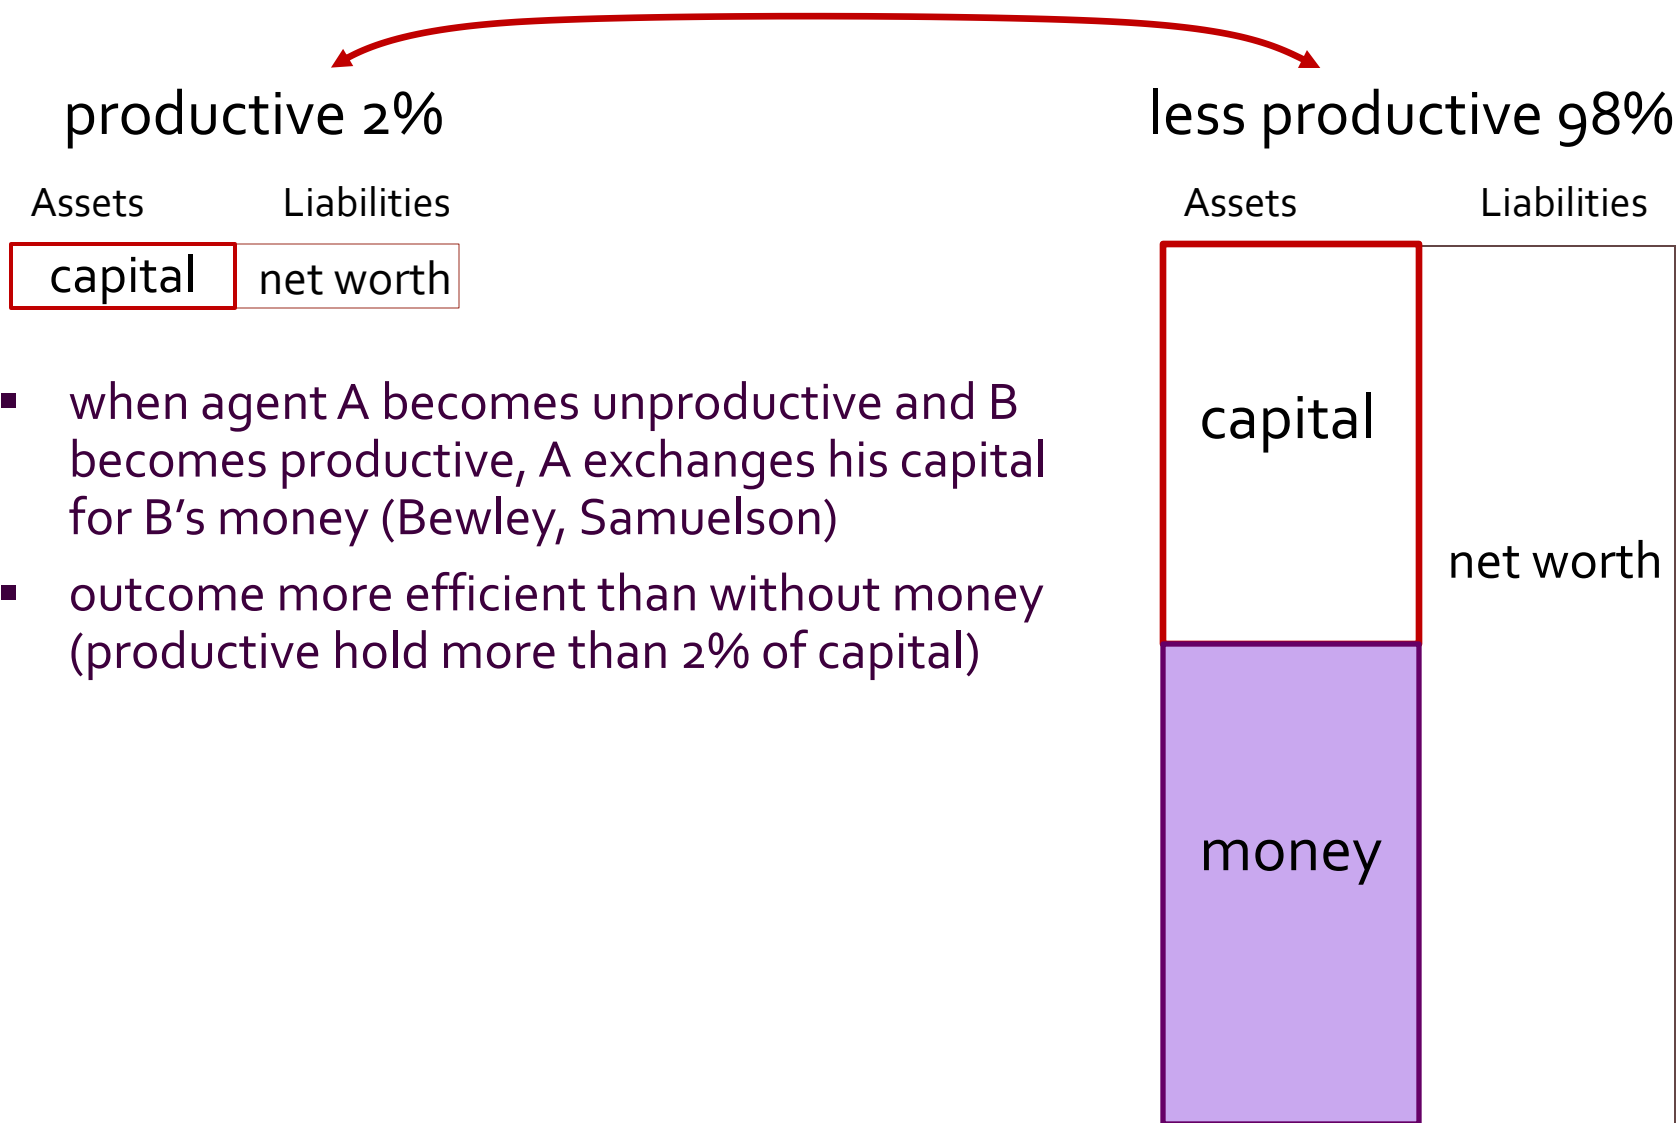 productive 2%
less productive 98%
Assets
Liabilities
Assets
Liabilities
capital
net worth
▪ when agent A becomes unproductive and B
becomes productive, A exchanges his capital
for B’s money (Bewley, Samuelson)
▪ outcome more efficient than without money
(productive hold more than 2% of capital)
capital
net worth
money